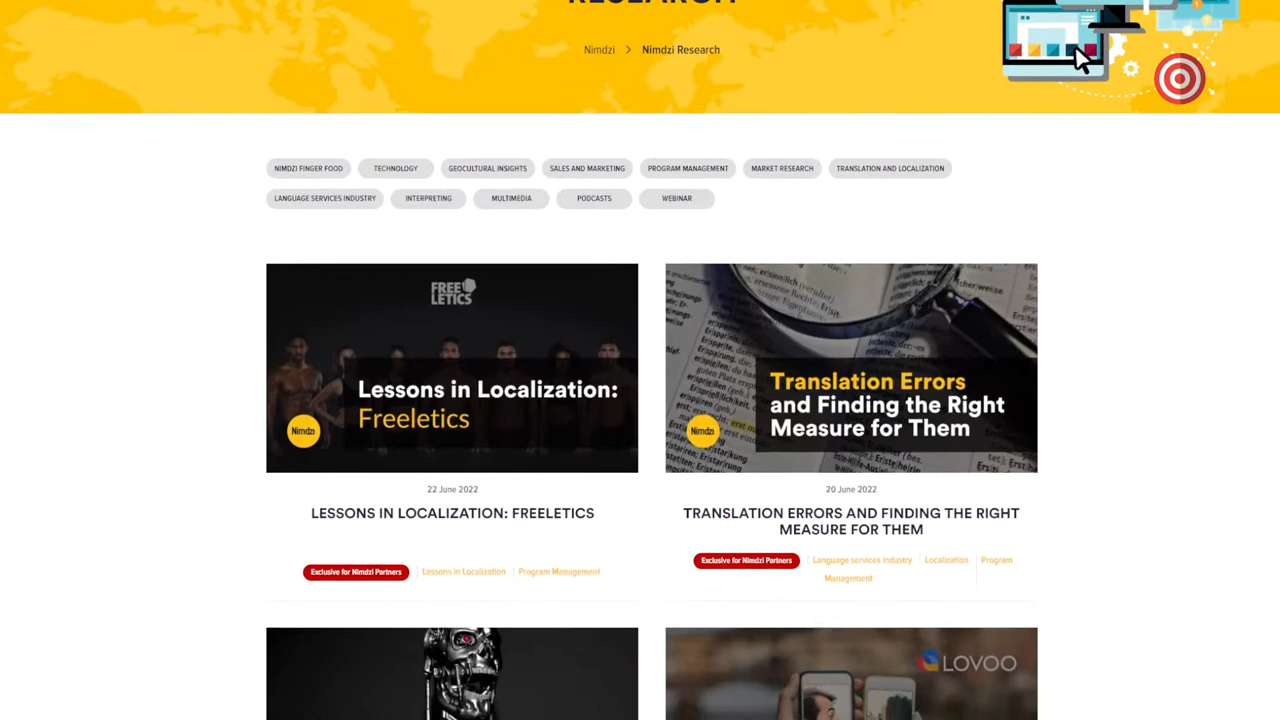 RESEARCH
Nimdzi > Nimdzi Research
NIMDZI FINGER FOOD
TECHNOLOGY
GEOCULTURAL INSIGHTS
SALES AND MARKETING
PROGRAM MANAGEMENT
MARKET RESEARCH
TRANSLATION AND LOCALIZATION
LANGUAGE SERVICES INDUSTRY
INTERPRETING
MULTIMEDIA
PODCASTS
WEBINAR
FREE
LETICS
Lessons in Localization:
Freeletics
Nimdzi
22 June 2022
LESSONS IN LOCALIZATION: FREELETICS
Exclusive for Nimdzi Partners
Lessons in Localization
Program Management
Translation Errors
and Finding the Right
Measure for Them
Nimdzi
20 June 2022
TRANSLATION ERRORS AND FINDING THE RIGHT
MEASURE FOR THEM
Exclusive for Nimdzi Partners
Language services industry
Localization
Program
Management
LOVOO